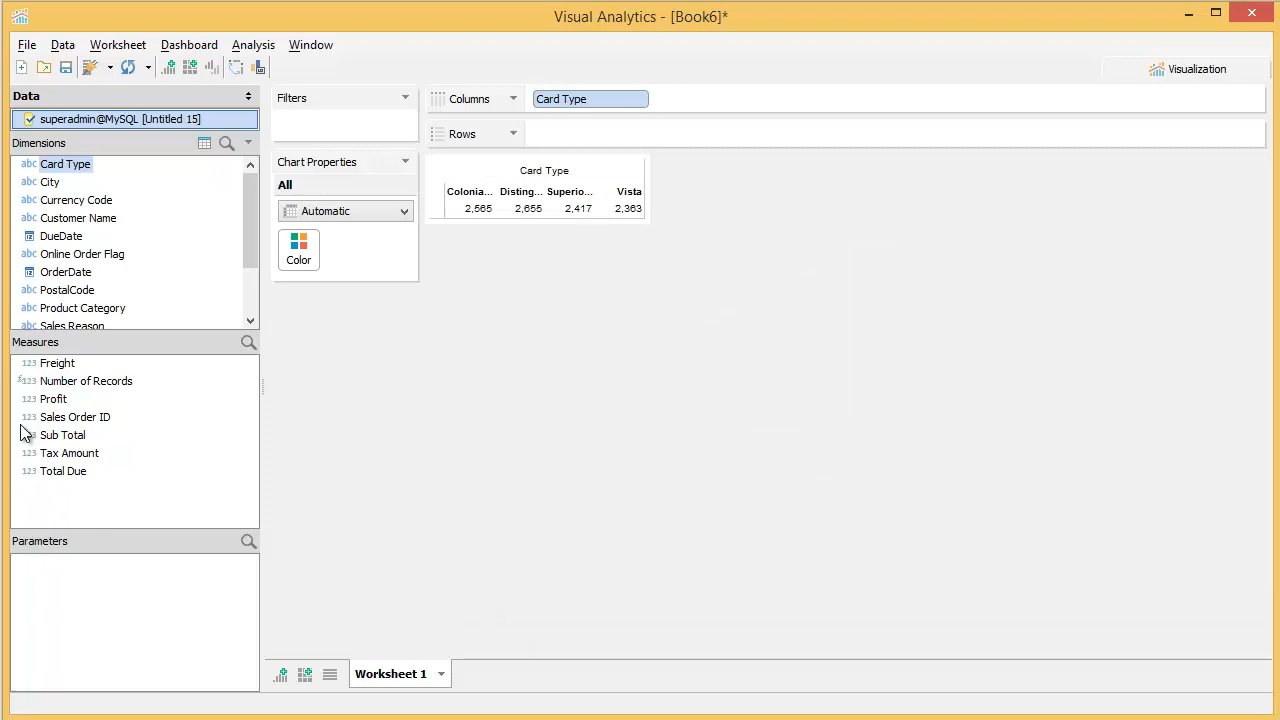 Visual Analytics - [Book6]*
File Data Worksheet Dashboard Analysis Window
Visualization
Data
superadmin@MySQL [Untitled 15]
Dimensions
abc Card Type
abc City
abc Currency Code
abc Customer Name
DueDate
abc Online Order Flag
OrderDate
abc PostalCode
abc Product Category
abc Sales Reason
Measures
123 Freight
123 Number of Records
123 Profit
123 Sales Order ID
Sub Total
123 Tax Amount
123 Total Due
Parameters
Filters
Chart Properties
All
Automatic
Color
Columns Card Type
Rows
Card Type
Colonia... Disting... Superio... Vista
2,565 2,655 2,417 2,363
Worksheet 1